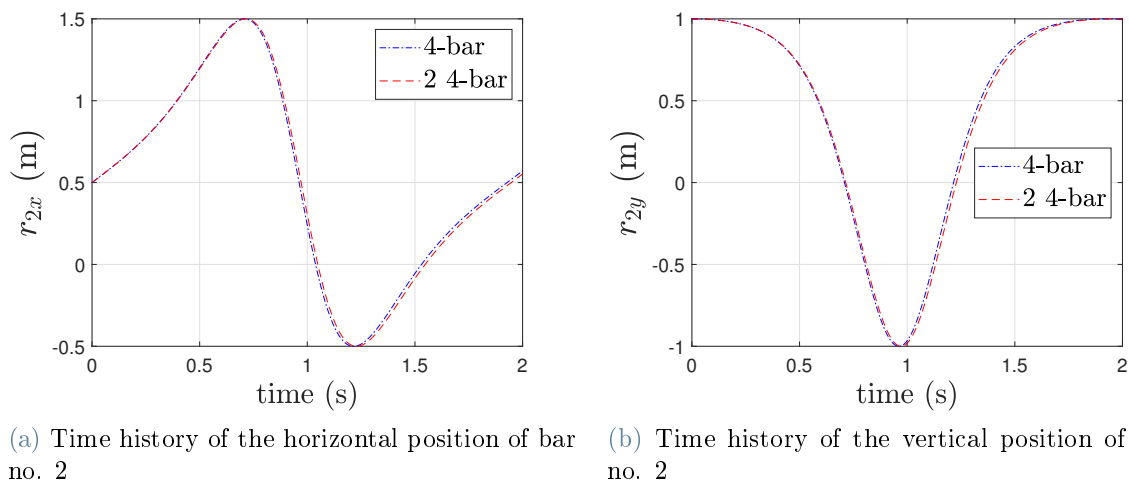 1.5
1
0.5
0
-0.5
r2x (m)
4-bar
2 4-bar
0 0.5 1 1.5 2
time (s)
(a) Time history of the horizontal position of bar
no. 2
1
0.5
0
-0.5
-1
r2y (m)
4-bar
2 4-bar
0 0.5 1 1.5 2
time (s)
(b) Time history of the vertical position of
no. 2